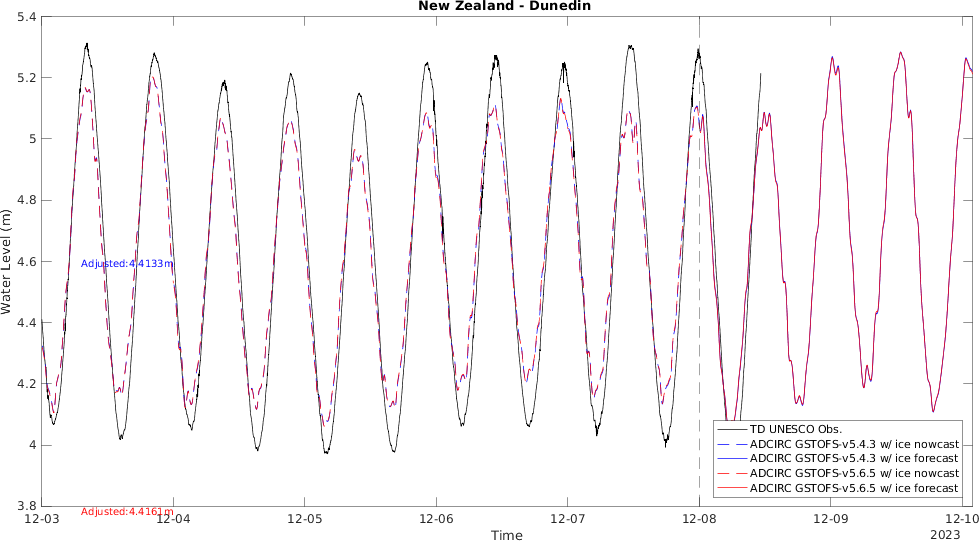 New Zealand - Dunedin
5.4
5.2
5
4.8
4.6
4.4
4.2
4
3.8
Water Level (m)
Adjusted:4.4133m
Adjusted:4.4161m
TD UNESCO Obs.
ADCIRC GSTOFS-v5.4.3 w/ ice nowcast
ADCIRC GSTOFS-v5.4.3 w/ ice forecast
ADCIRC GSTOFS-v5.6.5 w/ ice nowcast
ADCIRC GSTOFS-v5.6.5 w/ ice forecast
12-03 12-04 12-05 12-06 12-07 12-08 12-09 12-10
Time
2023